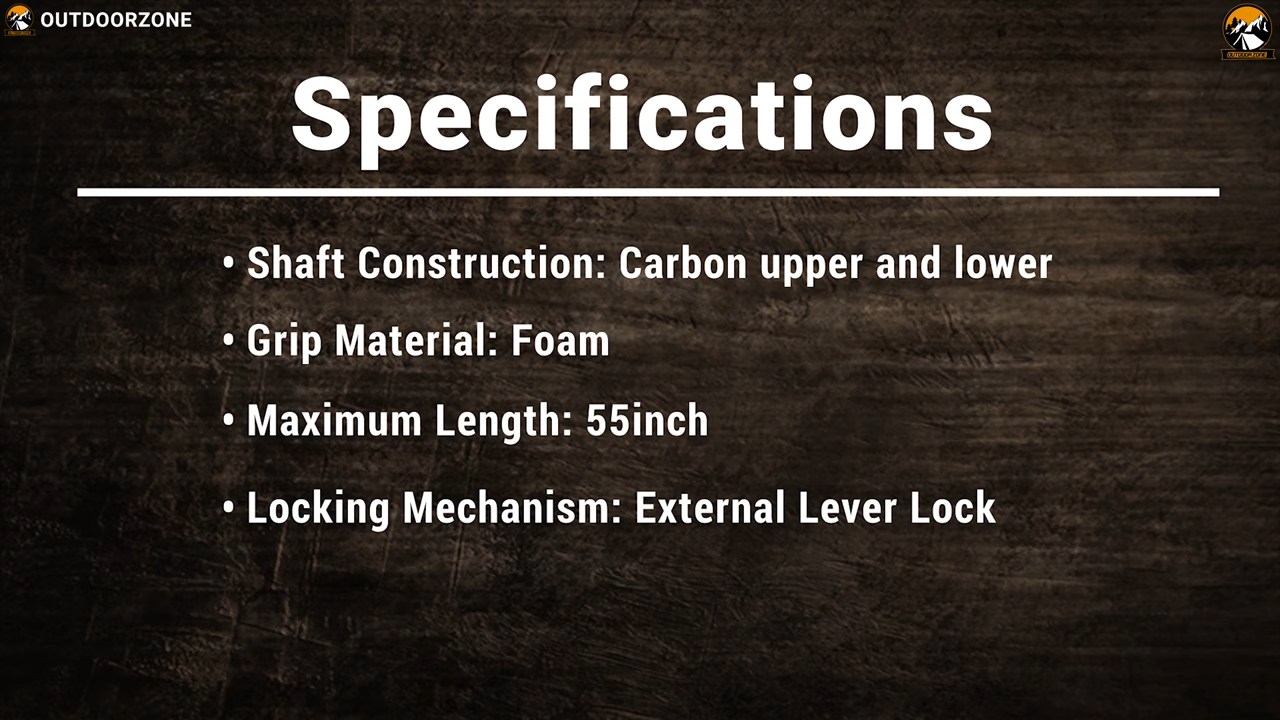 OUTDOORZONE
OUTDOORZONE
Specifications
• Shaft Construction: Carbon upper and lower
• Grip Material: Foam
• Maximum Length: 55inch
• Locking Mechanism: External Lever Lock